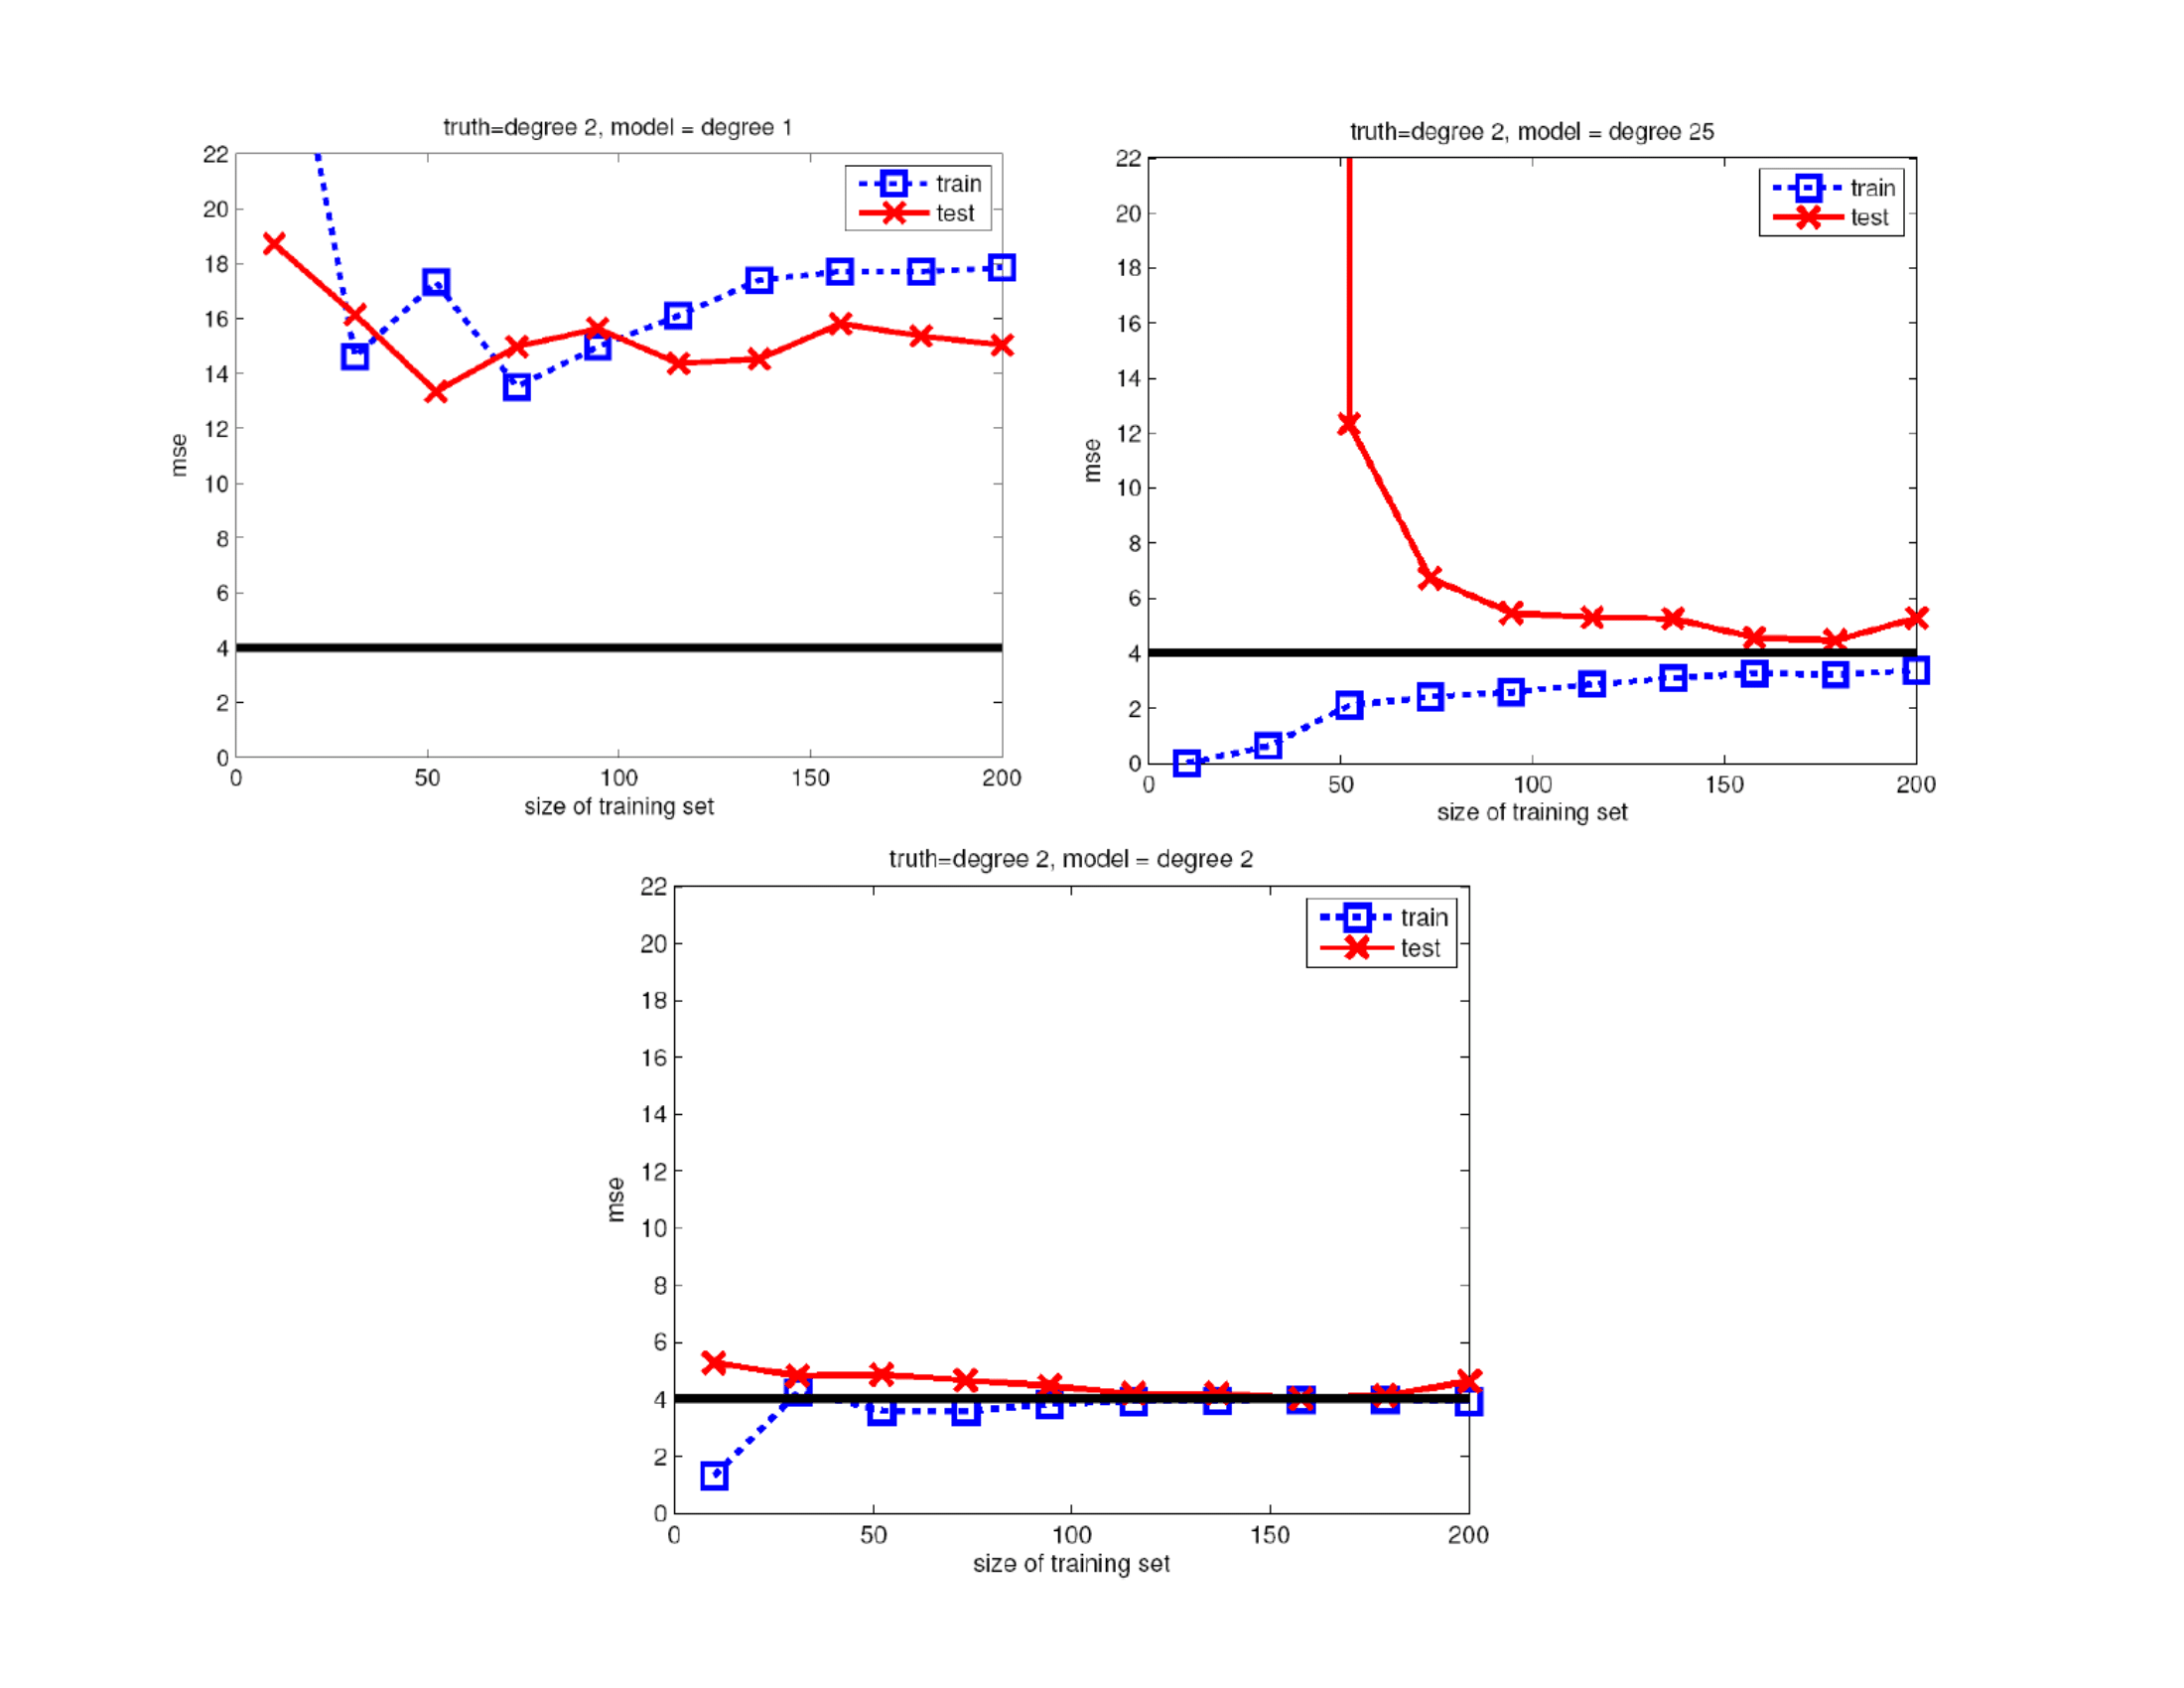 truth=degree 2, model = degree 1
22
20
18
16
14
12
10
8
6
4
2
0
mse
train
test
0 50 100 150 200
size of training set
truth=degree 2, model = degree 25
22
20
18
16
14
12
10
8
6
4
2
0
mse
train
test
0 50 100 150 200
size of training set
truth=degree 2, model = degree 2
22
20
18
16
14
12
10
8
6
4
2
0
mse
train
test
0 50 100 150 200
size of training set